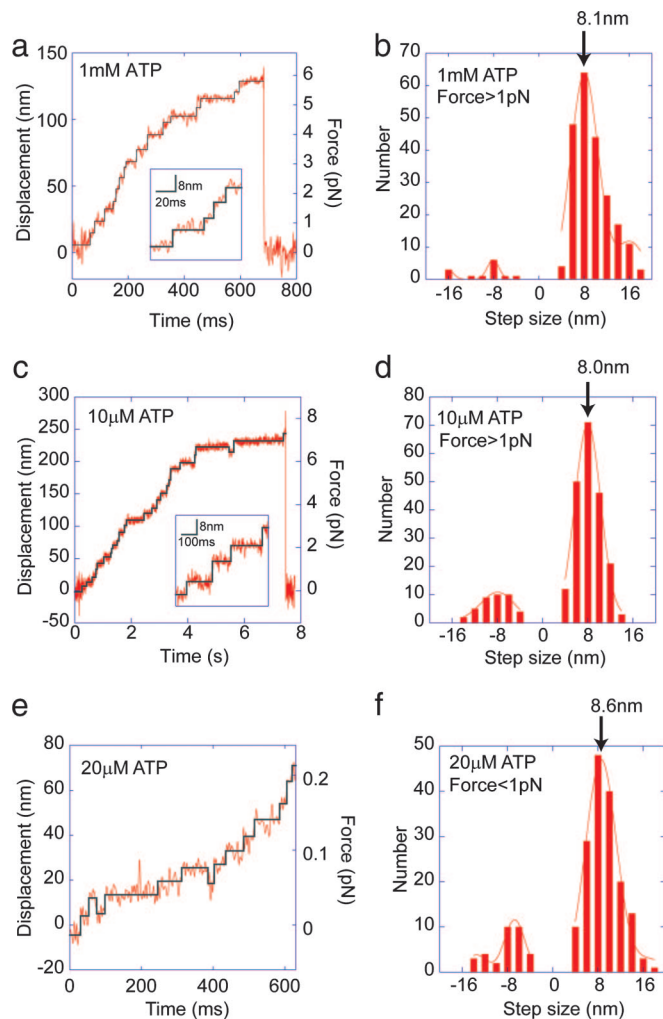 a
1mM ATP
Displacement (nm)
150
100
50
0
Force (pN)
6
5
4
3
2
1
0
8nm
20ms
0 200 400 600 800
Time (ms)
b
8.1nm
1mM ATP
Force>1pN
Number
70
60
50
40
30
20
10
0
-16 -8 0 8 16
Step size (nm)
c
10µM ATP
Displacement (nm)
300
250
200
150
100
50
0
-50
Force (pN)
8
6
4
2
0
8nm
100ms
0 2 4 6 8
Time (s)
d
8.0nm
10µM ATP
Force>1pN
Number
80
70
60
50
40
30
20
10
0
-16 -8 0 8 16
Step size (nm)
e
20µM ATP
Displacement (nm)
80
60
40
20
0
-20
Force (pN)
0.2
0.1
0
0 200 400 600
Time (ms)
f
8.6nm
20µM ATP
Force<1pN
Number
50
40
30
20
10
0
-16 -8 0 8 16
Step size (nm)